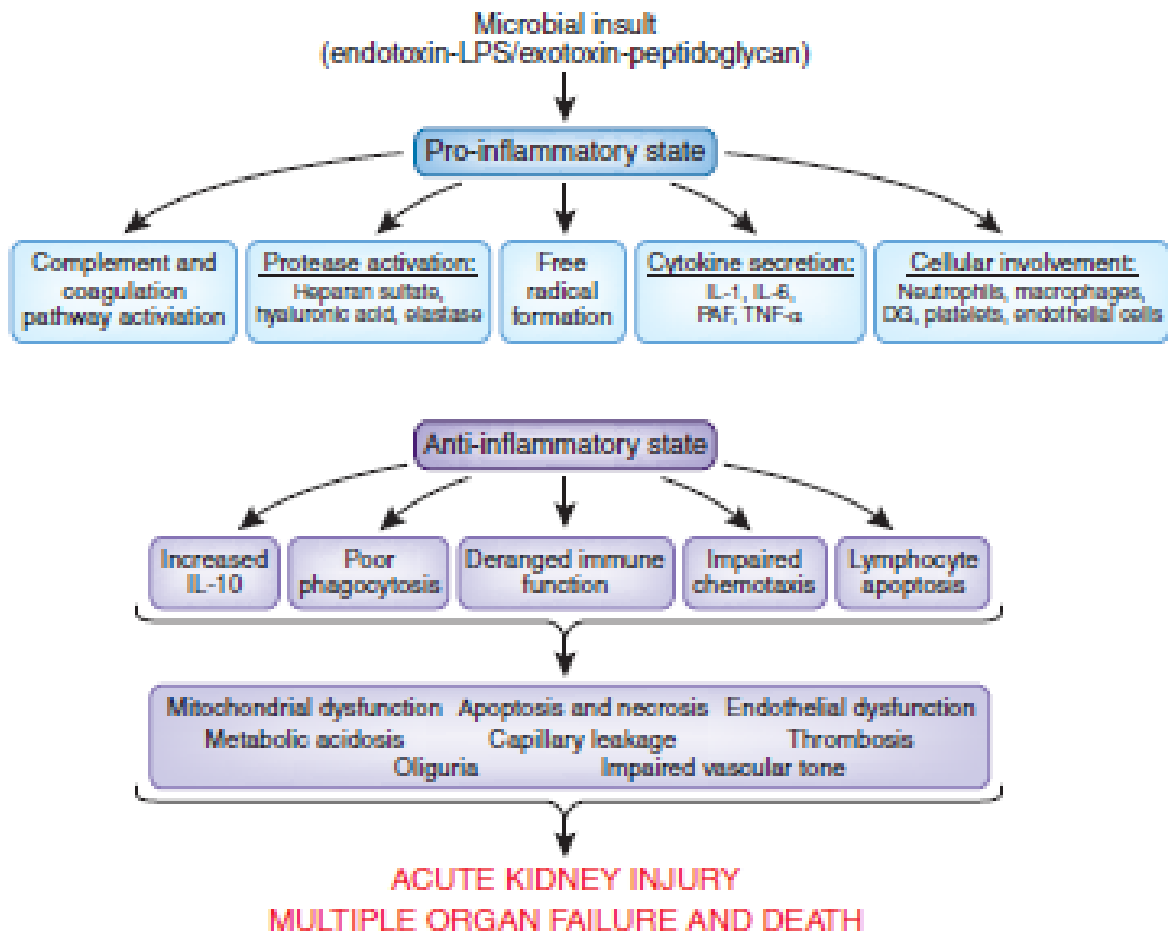 Microbial insult
(endotoxin-LPS/exotoxin-peptidoglycan)
Pro-inflammatory state
Complement and
coagulation
pathway activiation
Protease activation:
Heparan sulfate,
hyaluronic acid, elastase
Free
radical
formation
Cytokine secretion:
IL-1, IL-6,
PAF, TNF-α
Cellular involvement:
Neutrophils, macrophages,
DG, platelets, endothelial cells
Anti-inflammatory state
Increased
IL-10
Poor
phagocytosis
Deranged immune
function
Impaired
chemotaxis
Lymphocyte
apoptosis
Mitochondrial dysfunction Apoptosis and necrosis Endothelial dysfunction
Metabolic acidosis Capillary leakage Thrombosis
Oliguria Impaired vascular tone
ACUTE KIDNEY INJURY
MULTIPLE ORGAN FAILURE AND DEATH